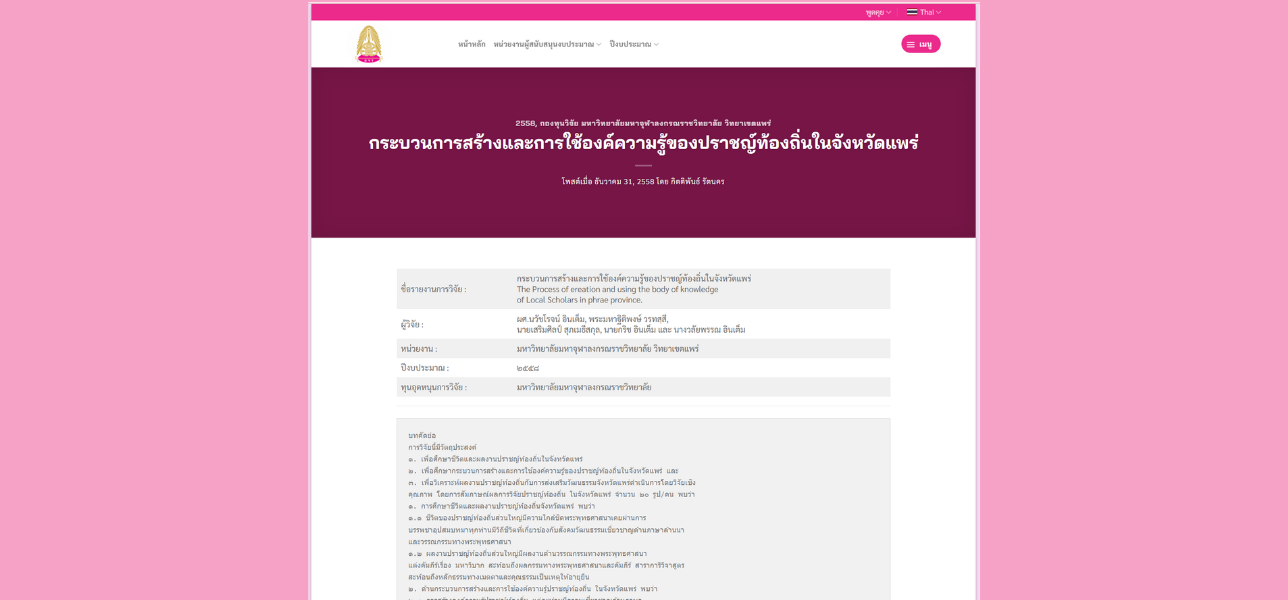 พูดคุย
Thai
หน้าหลัก หน่วยงานผู้สนับสนุนงบประมาณ ปีงบประมาณ
เมนู
2558, กองทุนวิจัย มหาวิทยาลัยมหาจุฬาลงกรณราชวิทยาลัย วิทยาเขตแพร่
กระบวนการสร้างและการใช้องค์ความรู้ของปราชญ์ท้องถิ่นในจังหวัดแพร่
โพสต์เมื่อ ธันวาคม 31, 2558 โดย กิตติพันธ์ รัตนคร
ชื่อรายงานการวิจัย :
กระบวนการสร้างและการใช้องค์ความรู้ของปราชญ์ท้องถิ่นในจังหวัดแพร่
The Process of ereation and using the body of knowledge
of Local Scholars in phrae province.
ผู้วิจัย :
ผศ.นวัชโรจน์ อินเต็ม, พระมหาฐิติพงษ์ วรทสฺสี,
นายเสริมศิลป์ สุภเมธีสกุล, นายกริช อินเต็ม และ นางวลัยพรรณ อินเต็ม
หน่วยงาน :
มหาวิทยาลัยมหาจุฬาลงกรณราชวิทยาลัย วิทยาเขตแพร่
ปีงบประมาณ :
๒๕๕๘
ทุนอุดหนุนการวิจัย :
มหาวิทยาลัยมหาจุฬาลงกรณราชวิทยาลัย
บทคัดย่อ
การวิจัยนี้มีวัตถุประสงค์
๑. เพื่อศึกษาชีวิตและผลงานปราชญ์ท้องถิ่นในจังหวัดแพร่
๒. เพื่อศึกษากระบวนการสร้างและการใช้องค์ความรู้ของปราชญ์ท้องถิ่นในจังหวัดแพร่ และ
๓. เพื่อวิเคราะห์ผลงานปราชญ์ท้องถิ่นกับการส่งเสริมวัฒนธรรมจังหวัดแพร่ดำเนินการโดยวิจัยเชิง
คุณภาพ โดยการสัมภาษณ์ผลการวิจัยปราชญ์ท้องถิ่น ในจังหวัดแพร่ จำนวน ๒๐ รูป/คน พบว่า
๑. การศึกษาชีวิตและผลงานปราชญ์ท้องถิ่นจังหวัดแพร่ พบว่า
๑.๑ ชีวิตของปราชญ์ท้องถิ่นส่วนใหญ่มีความใกล้ชิดพระพุทธศาสนาเคยผ่านการ
บรรพชาอุปสมบทมาทุกท่านมีวิถีชีวิตที่เกี่ยวข้องกับสังคมวัฒนธรรมเชี่ยวชาญด้านภาษาล้านนา
และวรรณกรรมทางพระพุทธศาสนา
๑.๒ ผลงานปราชญ์ท้องถิ่นส่วนใหญ่มีผลงานด้านวรรณกรรมทางพระพุทธศาสนา
แต่งคัมภีร์เรื่อง มหาวิบาก สะท้อนถึงผลกรรมทางพระพุทธศาสนาและคัมภีร์ สาราการวิริจาสูตร
สะท้อนถึงหลักธรรมทางเมตตาและคุณธรรมเป็นเหตุให้อายุยืน
๒. ด้านกระบวนการสร้างและการใช้องค์ความรู้ปราชญ์ท้องถิ่น ในจังหวัดแพร่ พบว่า